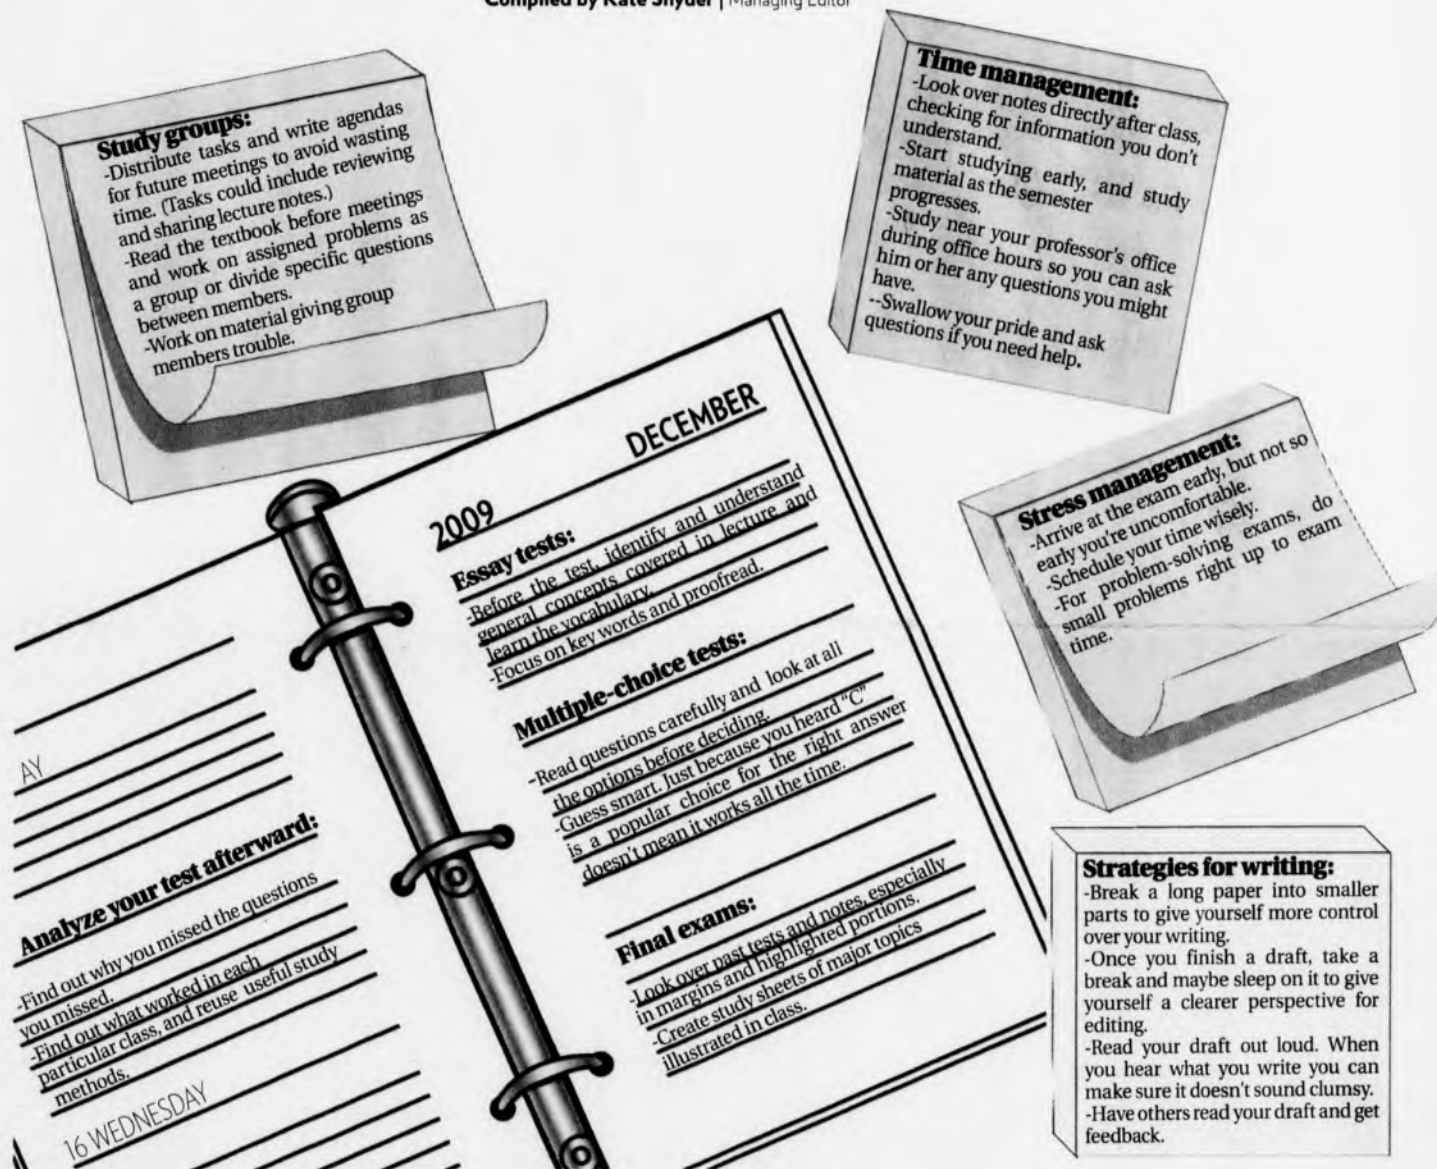 Compiled by Kate Snyder | Managing Editor
Study groups:
-Distribute tasks and write agendas
for future meetings to avoid wasting
time. (Tasks could include reviewing
and sharing lecture notes.)
-Read the textbook before meetings
and work on assigned problems as
a group or divide specific questions
between members.
-Work on material giving group
members trouble.
Time management:
-Look over notes directly after class,
checking for information you don't
understand.
-Start studying early, and study
material as the semester
progresses.
-Study near your professor's office
during office hours so you can ask
him or her any questions you might
have.
--Swallow your pride and ask
questions if you need help.
Stress management:
-Arrive at the exam early, but not so
early you're uncomfortable.
-Schedule your time wisely.
-For problem-solving exams, do
small problems right up to exam
time.
2009 DECEMBER
Essay tests:
-Before the test, identify and understand
general concepts covered in lecture and
learn the vocabulary.
-Focus on key words and proofread.
Multiple-choice tests:
-Read questions carefully and look at all
the options before deciding.
-Guess smart. Just because you heard "C"
is a popular choice for the right answer
doesn't mean it works all the time.
Final exams:
-Look over past tests and notes, especially
in margins and highlighted portions.
-Create study sheets of major topics
illustrated in class.
AY
Analyze your test afterward:
-Find out why you missed the questions
you missed.
-Find out what worked in each
particular class, and reuse useful study
methods.
16 WEDNESDAY
Strategies for writing:
-Break a long paper into smaller
parts to give yourself more control
over your writing.
-Once you finish a draft, take a
break and maybe sleep on it to give
yourself a clearer perspective for
editing.
-Read your draft out loud. When
you hear what you write you can
make sure it doesn't sound clumsy.
-Have others read your draft and get
feedback.